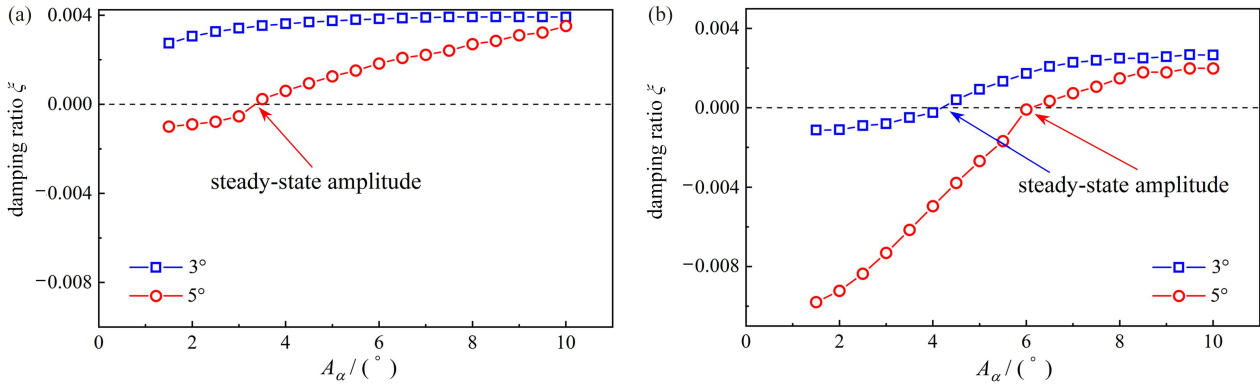 (a)
0.004
0.000
−0.004
−0.008
damping ratio ξ
steady-state amplitude
3°
5°
0 2 4 6 8 10
Aα / (°)
(b)
0.004
0.000
−0.004
−0.008
damping ratio ξ
steady-state amplitude
3°
5°
0 2 4 6 8 10
Aα / (°)